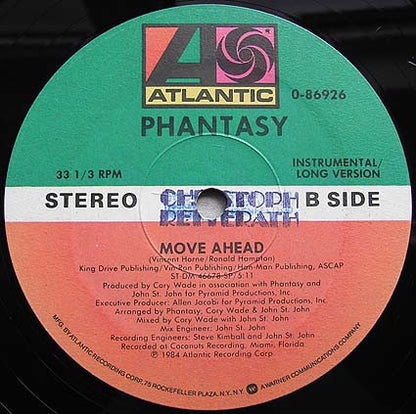 ATLANTIC
0-86926
PHANTASY
33 1/3 RPM
INSTRUMENTAL/
LONG VERSION
STEREO
CHRISTOPH
REFFERATH
B SIDE
MOVE AHEAD
(Vincent Horne/Ronald Hampton)
King Drive Publishing/Vin-Ron Publishing/Han-Man Publishing, ASCAP
ST-DM-46678-SP/5:11
Produced by Cory Wade in association with Phantasy and
John St. John for Pyramid Productions, Inc.
Executive Producer: Allen Jacobi for Pyramid Productions, Inc.
Arranged by Phantasy, Cory Wade & John St. John
Mixed by Cory Wade with John St. John
Mix Engineer: John St. John
Recording Engineers: Steve Kimball and John St. John
Recorded at Coconuts Recording, Miami, Florida
℗ 1984 Atlantic Recording Corp.
MFG. BY ATLANTIC RECORDING CORP., 75 ROCKEFELLER PLAZA, N.Y., N.Y. A WARNER COMMUNICATIONS COMPANY